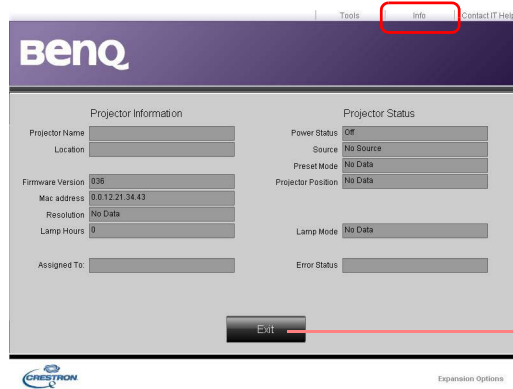 Tools Info Contact IT Help
BenQ
Projector Information
Projector Name
Location
Firmware Version 036
Mac address 0.0.12.21.34.43
Resolution No Data
Lamp Hours 0
Assigned To:
Projector Status
Power Status Off
Source No Source
Preset Mode No Data
Projector Position No Data
Lamp Mode No Data
Error Status
Exit
CRESTRON
Expansion Options